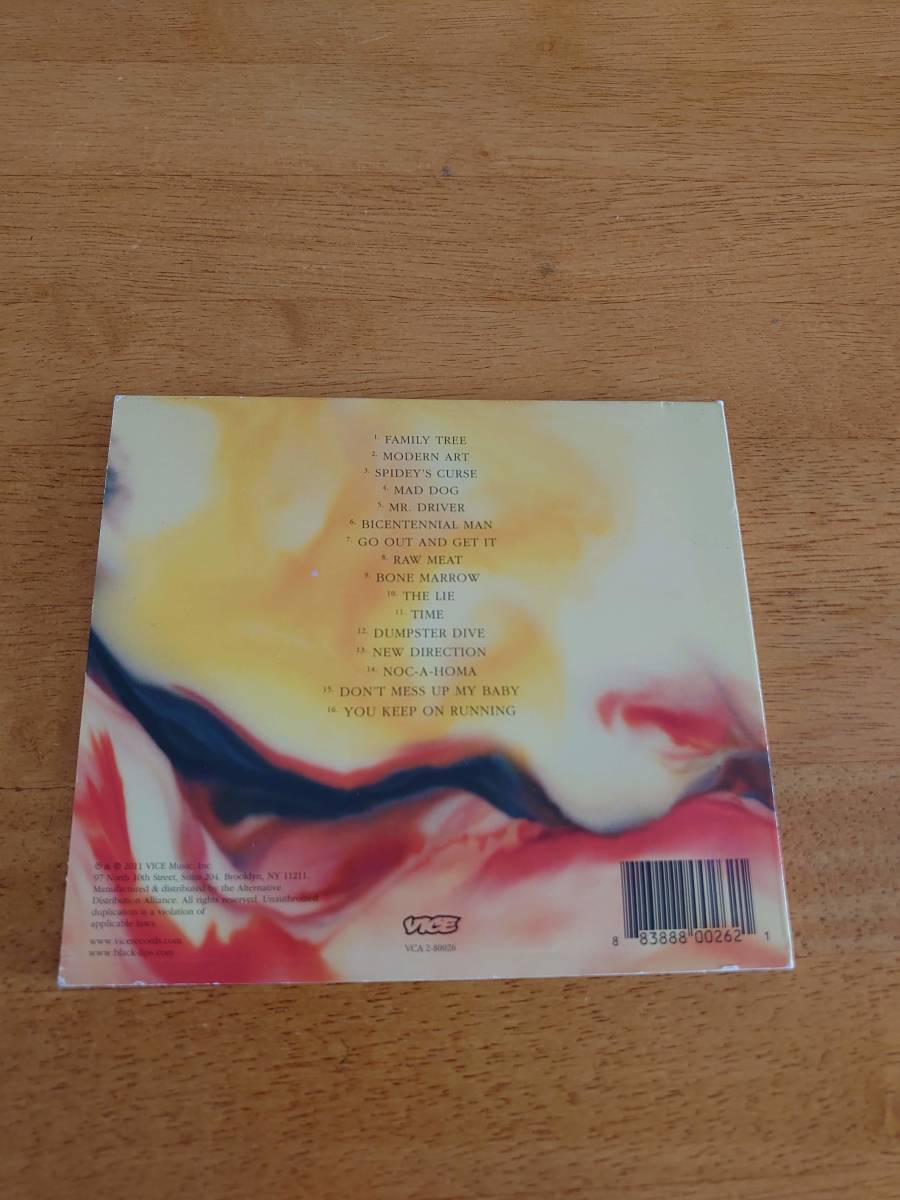 1. FAMILY TREE
2. MODERN ART
3. SPIDEY'S CURSE
4. MAD DOG
5. MR. DRIVER
6. BICENTENNIAL MAN
7. GO OUT AND GET IT
8. RAW MEAT
9. BONE MARROW
10. THE LIE
11. TIME
12. DUMPSTER DIVE
13. NEW DIRECTION
14. NOC-A-HOMA
15. DON'T MESS UP MY BABY
16. YOU KEEP ON RUNNING
℗ & © 2011 VICE Music, Inc.
97 North 10th Street, Suite 204. Brooklyn, NY 11211.
Manufactured & distributed by the Alternative
Distribution Alliance. All rights reserved. Unauthorized
duplication is a violation of
applicable laws.
www.vicerecords.com
www.black-lips.com
VICE
VCA 2-80026
8 83888 00262 1